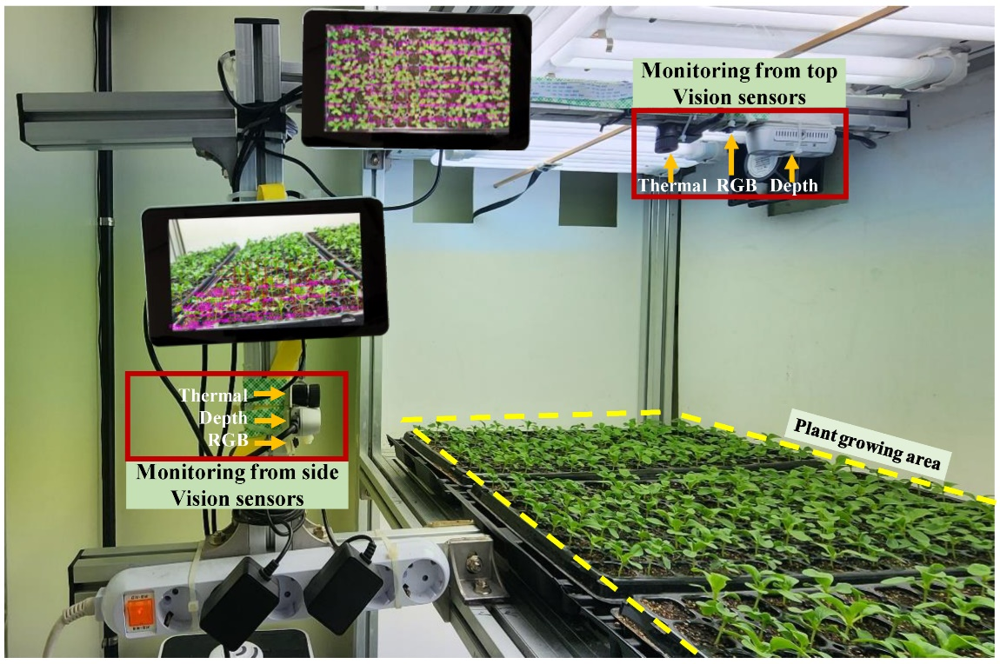 Monitoring from top
Vision sensors
Thermal RGB Depth
Thermal
Depth
RGB
Monitoring from side
Vision sensors
Plant growing area